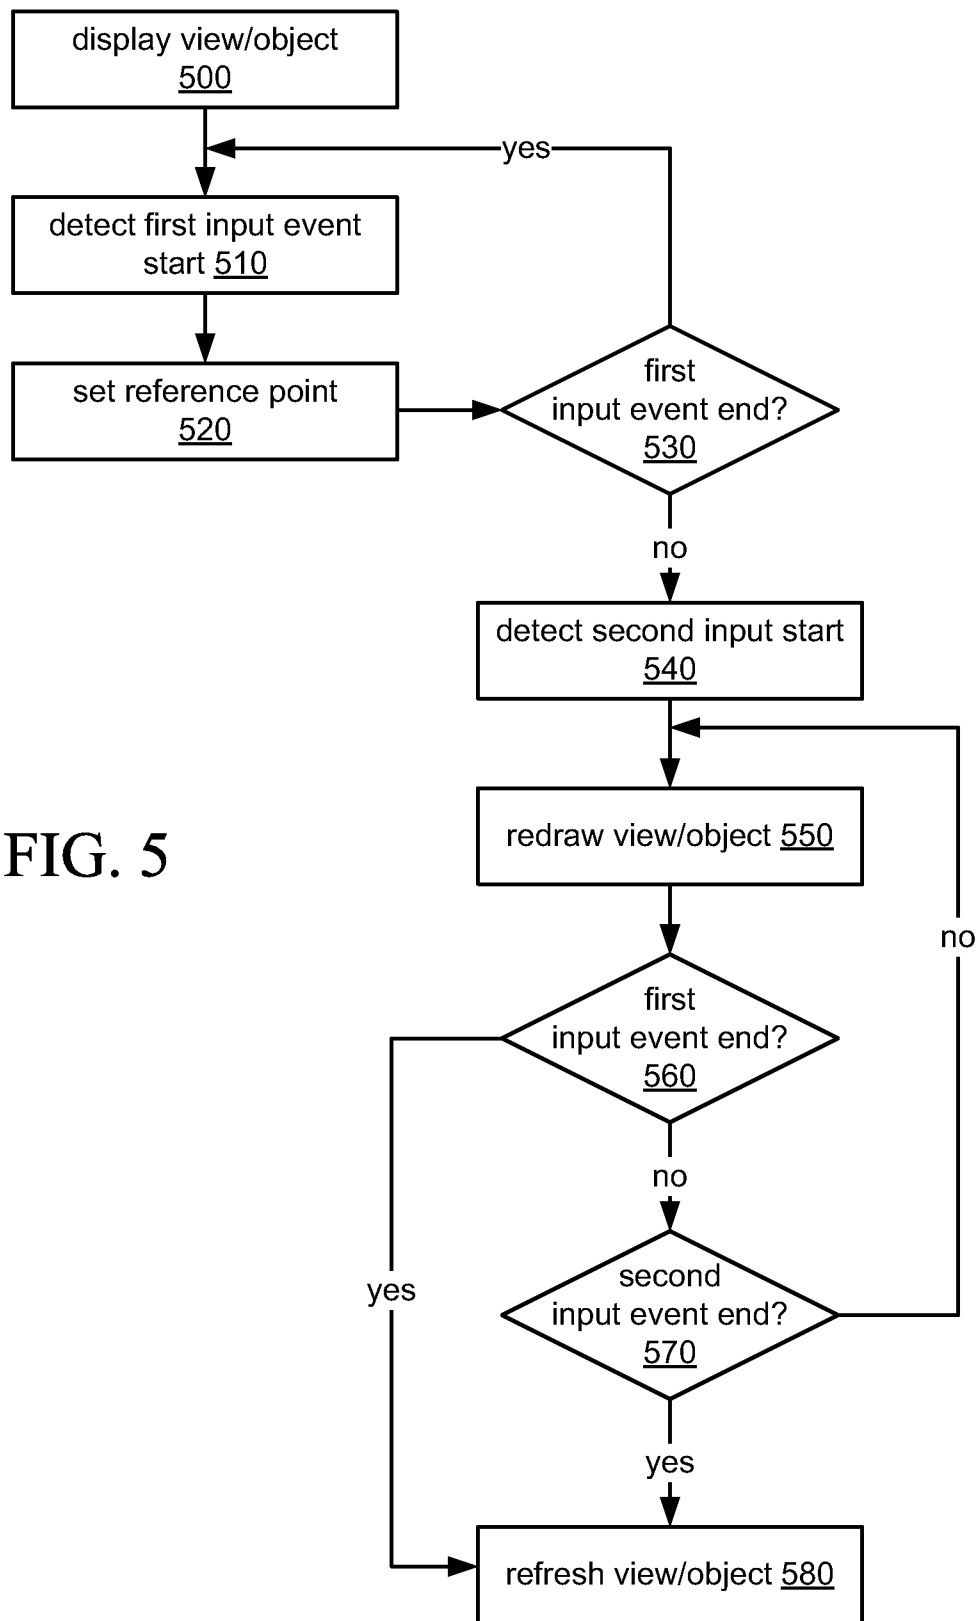 display view/object
500
yes
detect first input event
start 510
set reference point
520
first
input event end?
530
no
detect second input start
540
redraw view/object 550
FIG. 5
no
first
input event end?
560
no
yes
second
input event end?
570
yes
refresh view/object 580